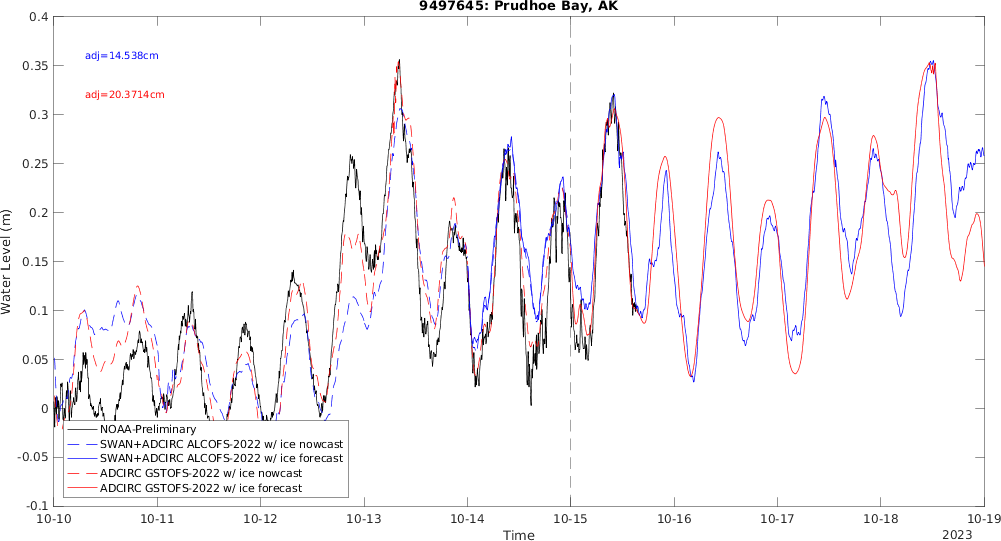 9497645: Prudhoe Bay, AK
0.4
0.35
0.3
0.25
0.2
0.15
0.1
0.05
0
-0.05
-0.1
Water Level (m)
adj=14.538cm
adj=20.3714cm
NOAA-Preliminary
SWAN+ADCIRC ALCOFS-2022 w/ ice nowcast
SWAN+ADCIRC ALCOFS-2022 w/ ice forecast
ADCIRC GSTOFS-2022 w/ ice nowcast
ADCIRC GSTOFS-2022 w/ ice forecast
10-10 10-11 10-12 10-13 10-14 10-15 10-16 10-17 10-18 10-19
Time
2023